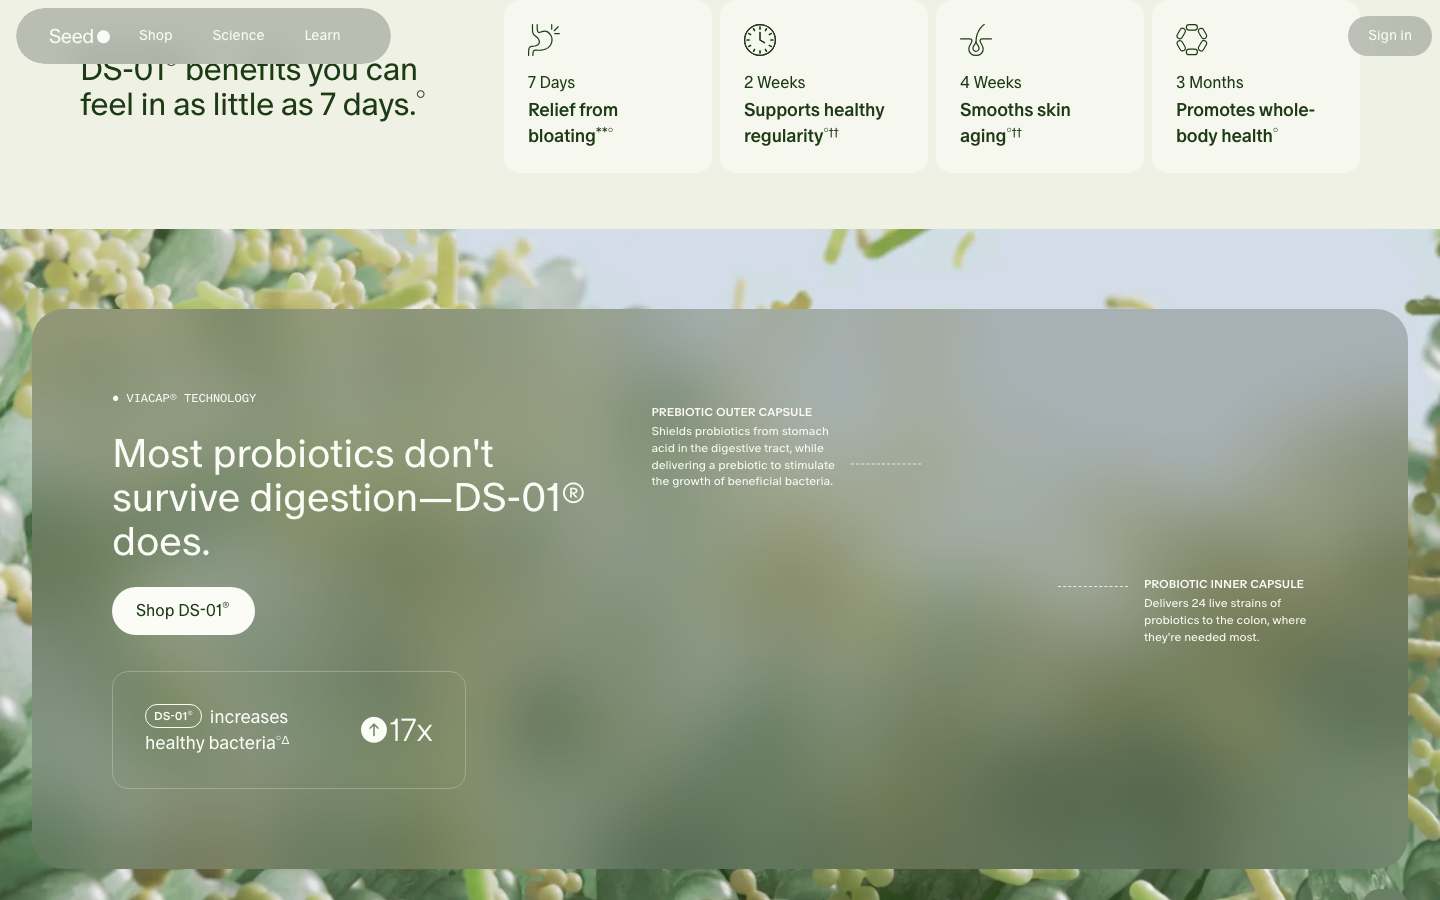 Seed
Shop
Science
Learn
Sign in
DS-01® benefits you can
feel in as little as 7 days.°
7 Days
Relief from
bloating**°
2 Weeks
Supports healthy
regularity°††
4 Weeks
Smooths skin
aging°††
3 Months
Promotes whole-
body health°
• VIACAP® TECHNOLOGY
Most probiotics don't
survive digestion—DS-01®
does.
Shop DS-01®
DS-01® increases
healthy bacteria°Δ
17x
PREBIOTIC OUTER CAPSULE
Shields probiotics from stomach
acid in the digestive tract, while
delivering a prebiotic to stimulate
the growth of beneficial bacteria.
PROBIOTIC INNER CAPSULE
Delivers 24 live strains of
probiotics to the colon, where
they're needed most.